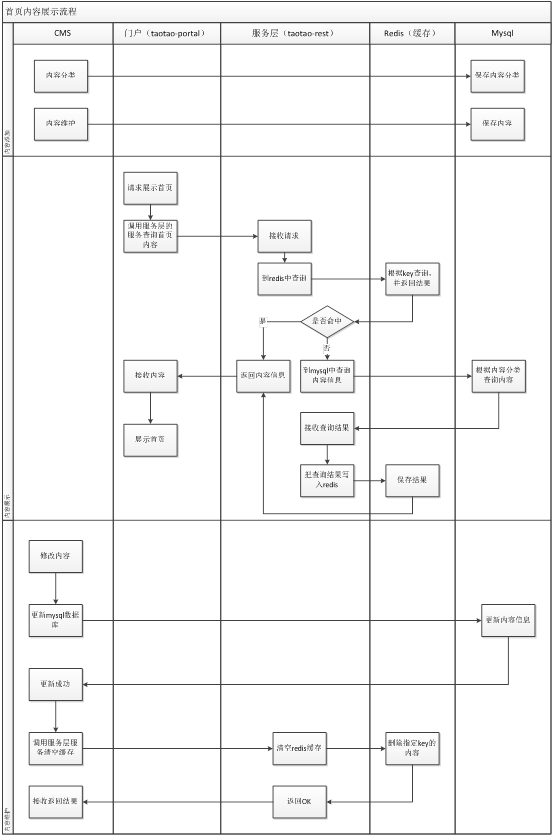 首页内容展示流程
CMS
门户（taotao-portal）
服务层（taotao-rest）
Redis（缓存）
Mysql
内容添加
内容分类
保存内容分类
内容维护
保存内容
内容展示
请求展示首页
调用服务层的
服务查询首页
内容
接收请求
到redis中查询
根据key查询，
并返回结果
是否命中
是
否
接收内容
返回内容信息
到mysql中查询
内容信息
根据内容分类
查询内容
展示首页
接收查询结果
把查询结果写
入redis
保存结果
内容维护
修改内容
更新mysql数据
库
更新内容信息
更新成功
调用服务层服
务清空缓存
清空redis缓存
删除指定key的
内容
接收返回结果
返回OK